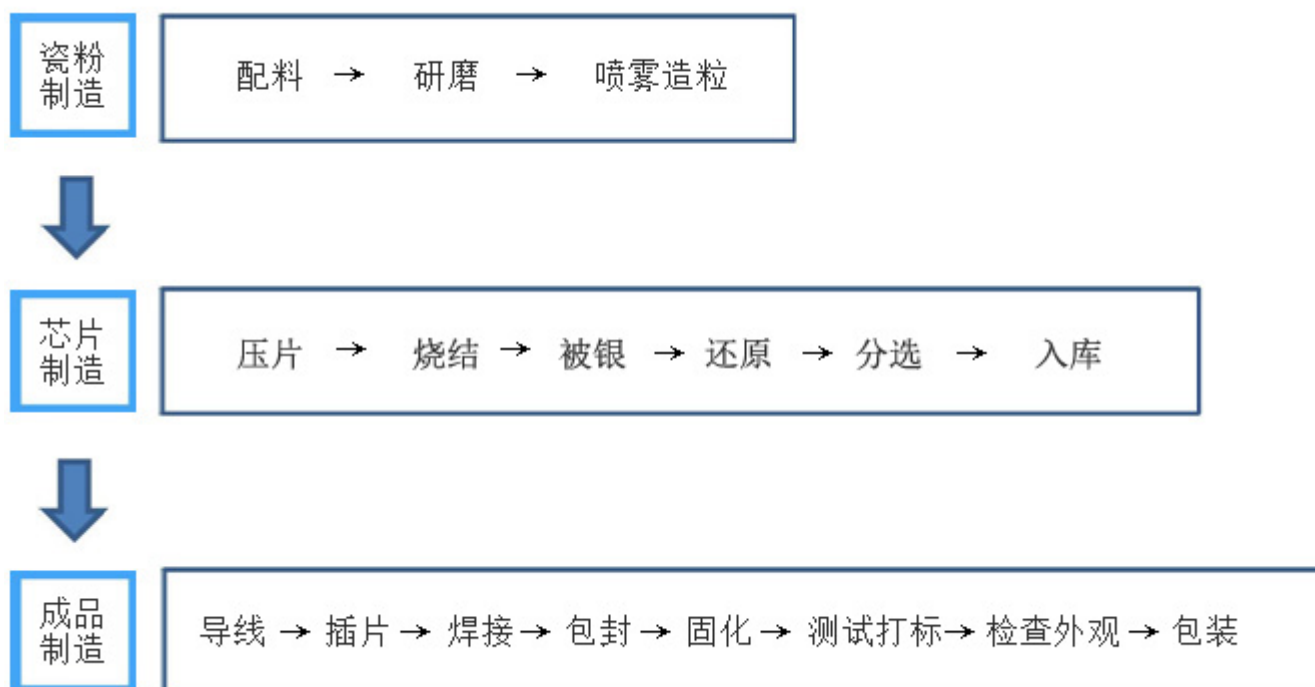 瓷粉
制造
配料 → 研磨 → 喷雾造粒
芯片
制造
压片 → 烧结 → 被银 → 还原 → 分选 → 入库
成品
制造
导线 → 插片 → 焊接 → 包封 → 固化 → 测试打标 → 检查外观 → 包装